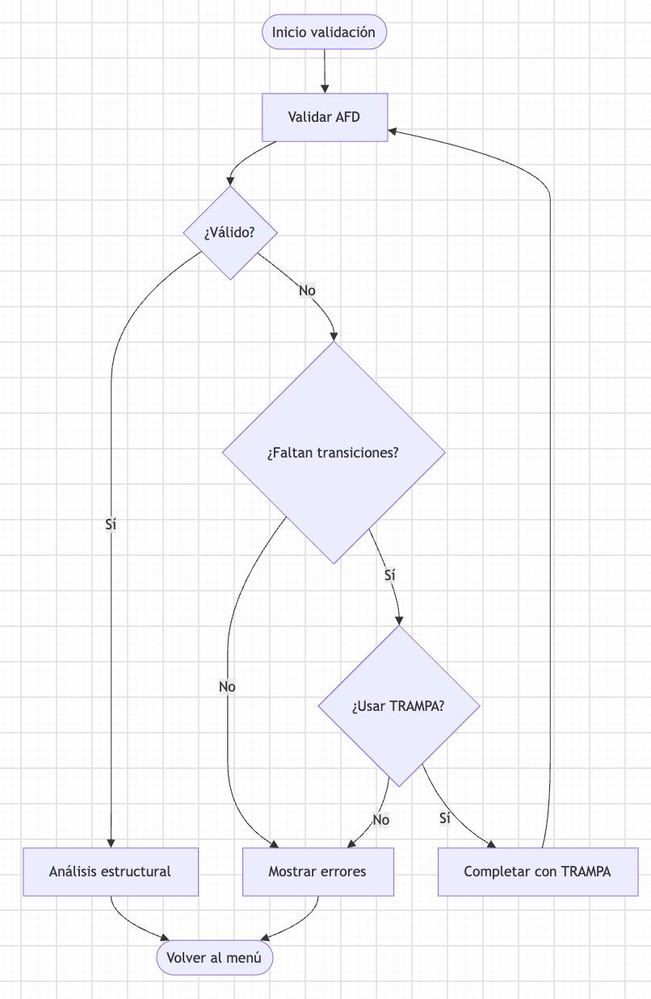 Inicio validación
Validar AFD
¿Válido?
No
¿Faltan transiciones?
Sí
Sí
No
¿Usar TRAMPA?
No
Sí
Análisis estructural
Mostrar errores
Completar con TRAMPA
Volver al menú